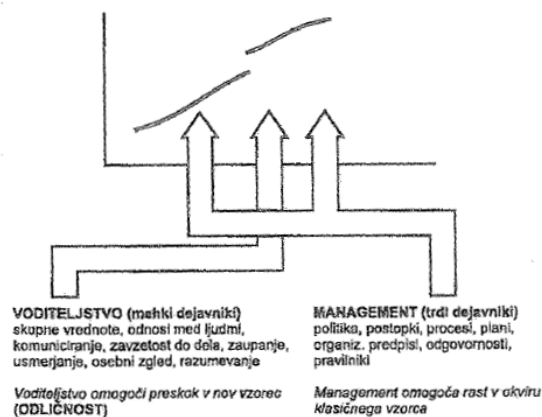 VODITELJSTVO (mehki dejavniki)
skupne vrednote, odnosi med ljudmi,
komuniciranje, zavzetost do dela, zaupanje,
usmerjanje, osebni zgled, razumevanje
Voditeljstvo omogoči preskok v nov vzorec
(ODLIČNOST)
MANAGEMENT (trdi dejavniki)
politika, postopki, procesi, plani,
organiz. predpisi, odgovornosti,
pravilniki
Management omogoča rast v okviru
klasičnega vzorca